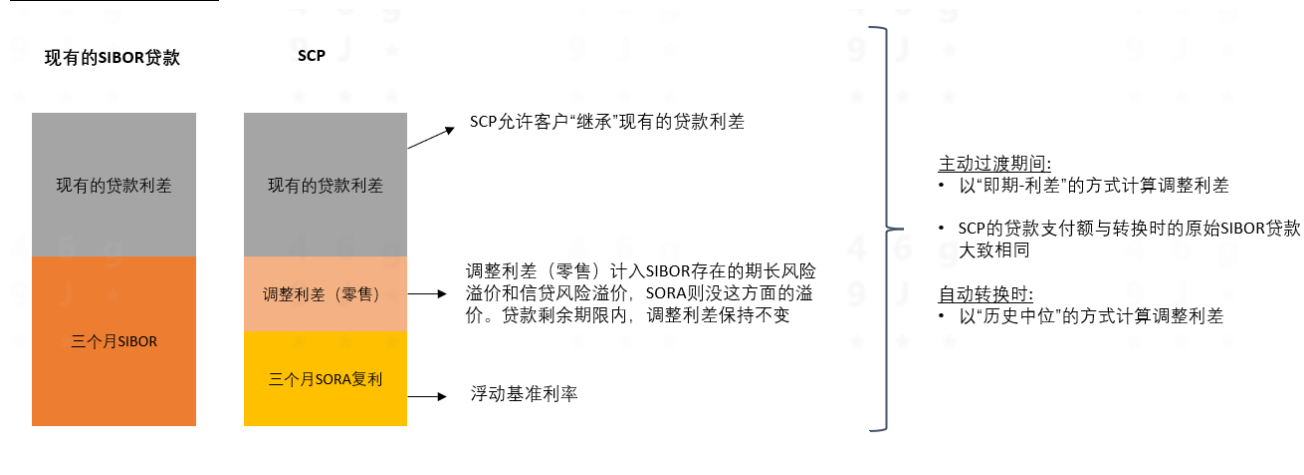 现有的SIBOR贷款
SCP
现有的贷款利差
三个月SIBOR
现有的贷款利差
调整利差（零售）
三个月SORA复利
SCP允许客户“继承”现有的贷款利差
调整利差（零售）计入SIBOR存在的期长风险
溢价和信贷风险溢价，SORA则没这方面的溢
价。贷款剩余期限内，调整利差保持不变
浮动基准利率
主动过渡期间:
• 以“即期-利差”的方式计算调整利差
• SCP的贷款支付额与转换时的原始SIBOR贷款
大致相同
自动转换时:
• 以“历史中位”的方式计算调整利差